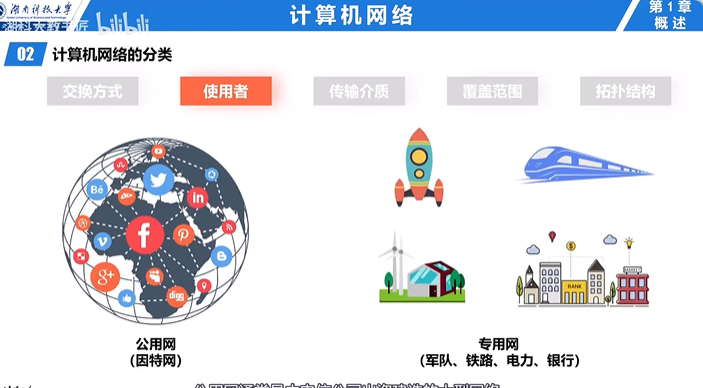 湖南科技大学
计算机网络
第1章
概述
湖科大教书匠
bilibili
02
计算机网络的分类
交换方式
使用者
传输介质
覆盖范围
拓扑结构
Bē
in
f
g+
digg
BANK
公用网
(因特网)
专用网
(军队、铁路、电力、银行)